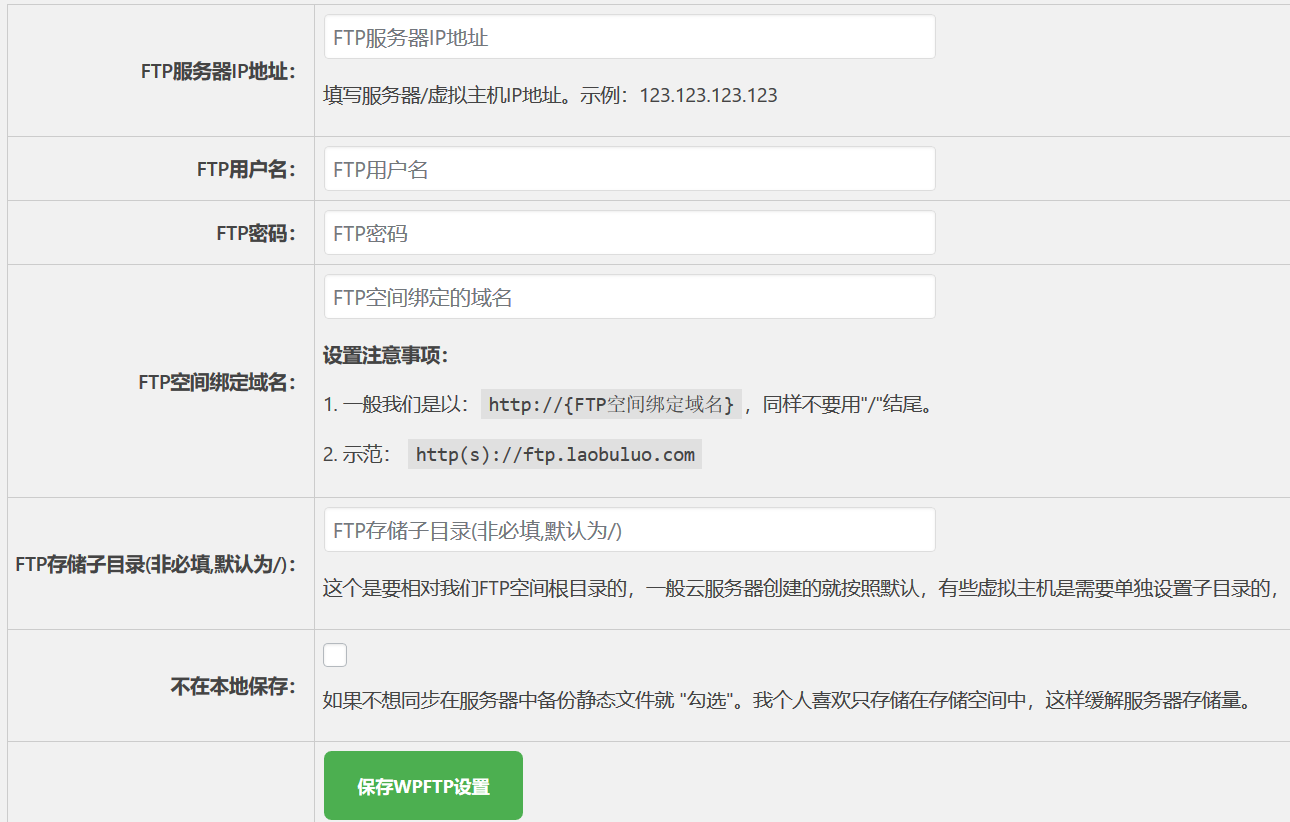 FTP服务器IP地址
FTP服务器IP地址：
填写服务器/虚拟主机IP地址。示例：123.123.123.123
FTP用户名：
FTP用户名
FTP密码：
FTP密码
FTP空间绑定的域名
设置注意事项：
FTP空间绑定域名：
1. 一般我们是以： http://{FTP空间绑定域名} ，同样不要用"/"结尾。
2. 示范： http(s)://ftp.laobuluo.com
FTP存储子目录(非必填,默认为/)
FTP存储子目录(非必填,默认为/)：
这个是要相对我们FTP空间根目录的，一般云服务器创建的就按照默认，有些虚拟主机是需要单独设置子目录的，
不在本地保存：
如果不想同步在服务器中备份静态文件就 "勾选"。我个人喜欢只存储在存储空间中，这样缓解服务器存储量。
保存WPFTP设置